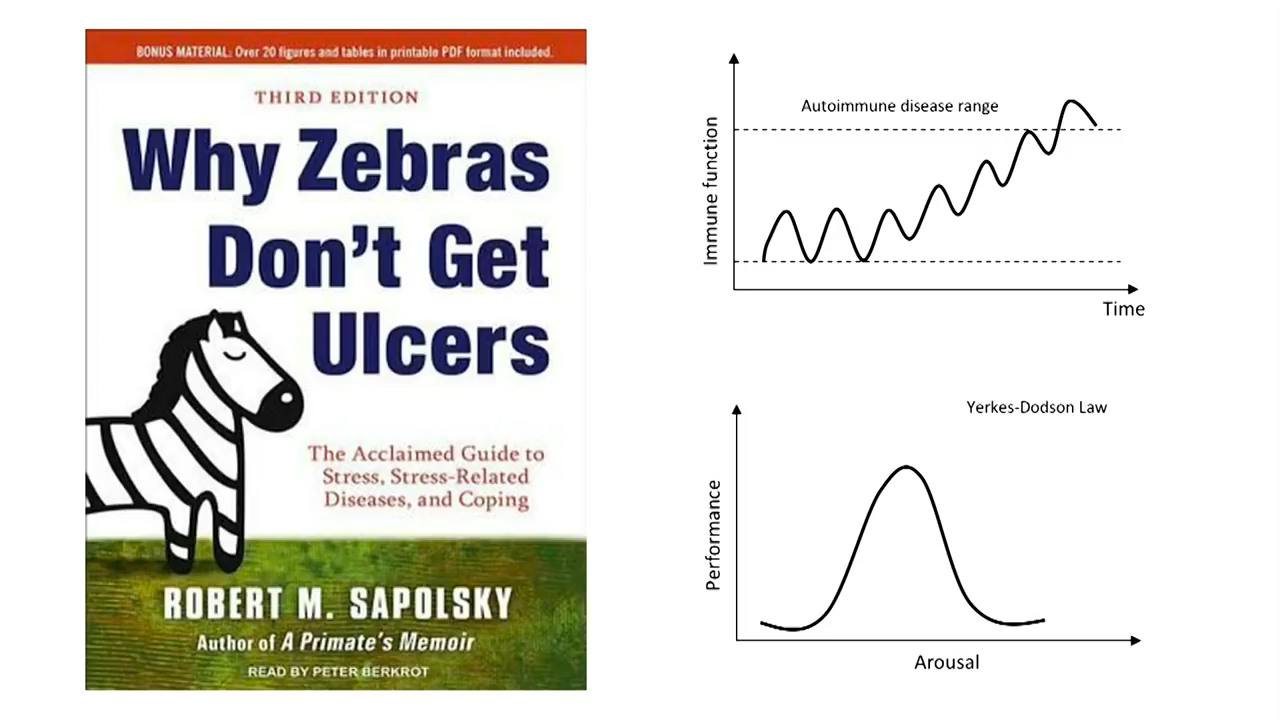 BONUS MATERIAL: Over 20 figures and tables in printable PDF format included.
THIRD EDITION
Why Zebras
Don't Get
Ulcers
The Acclaimed Guide to
Stress, Stress-Related
Diseases, and Coping
ROBERT M. SAPOLSKY
Author of A Primate's Memoir
READ BY PETER BERKROT
Autoimmune disease range
Immune function
Time
Yerkes-Dodson Law
Performance
Arousal